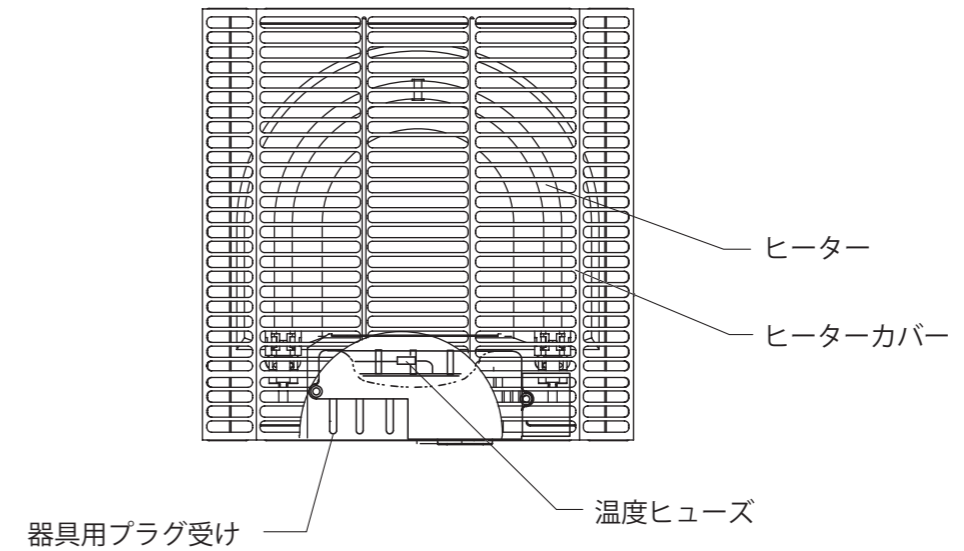 ヒーター
ヒーターカバー
温度ヒューズ
器具用プラグ受け